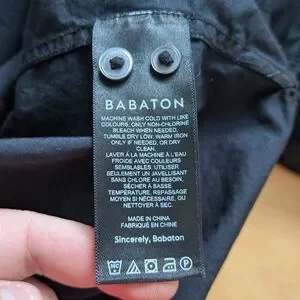 BABATON
MACHINE WASH COLD WITH LIKE
COLOURS, ONLY NON-CHLORINE
BLEACH WHEN NEEDED,
TUMBLE DRY LOW, WARM IRON
ONLY IF NEEDED, OR DRY
CLEAN.
LAVER À LA MACHINE À L'EAU
FROIDE AVEC COULEURS
SEMBLABLES, UTILISER
SEULEMENT UN JAVELLISANT
SANS CHLORE AU BESOIN,
SÉCHER À BASSE
TEMPÉRATURE, REPASSAGE
MOYEN SI NÉCESSAIRE, OU
NETTOYER À SEC.
MADE IN CHINA
FABRIQUÉ EN CHINE
Sincerely, Babaton